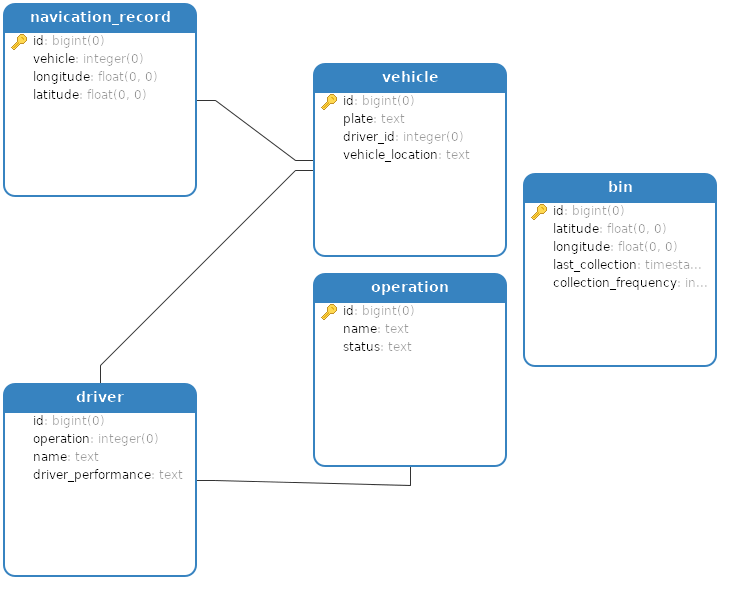 navication_record
id: bigint(0)
vehicle: integer(0)
longitude: float(0, 0)
latitude: float(0, 0)
vehicle
id: bigint(0)
plate: text
driver_id: integer(0)
vehicle_location: text
bin
id: bigint(0)
latitude: float(0, 0)
longitude: float(0, 0)
last_collection: timesta...
collection_frequency: in...
operation
id: bigint(0)
name: text
status: text
driver
id: bigint(0)
operation: integer(0)
name: text
driver_performance: text